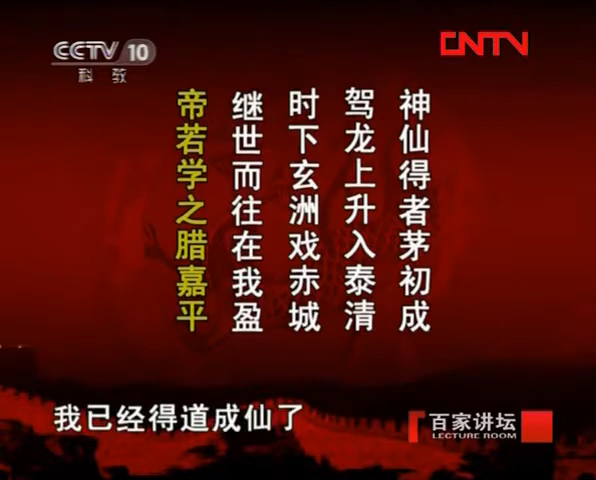 CCTV 10
科教
CNTV
神仙得者茅初成
驾龙上升入泰清
时下玄洲戏赤城
继世而往在我盈
帝若学之腊嘉平
我已经得道成仙了
百家讲坛
LECTURE ROOM